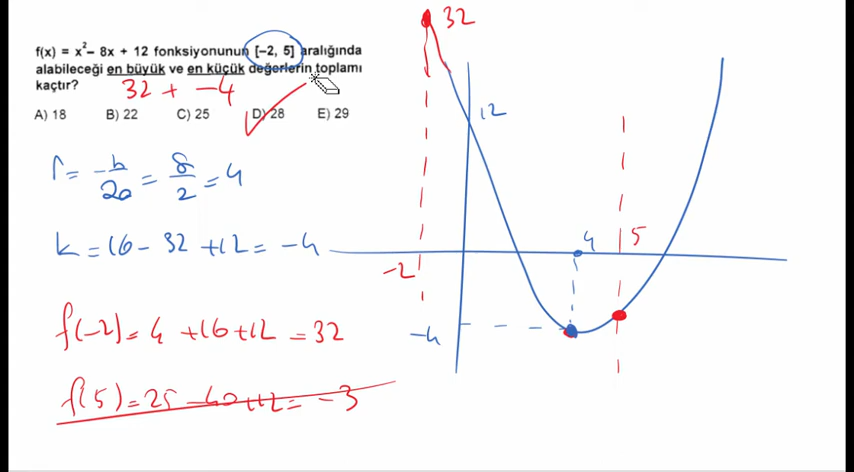 f(x) = x² – 8x + 12 fonksiyonunun [–2, 5] aralığında
alabileceği en büyük ve en küçük değerlerin toplamı
kaçtır?
32 + -4
A) 18 B) 22 C) 25 D) 28 E) 29
r = -b/2a = 8/2 = 4
k = 16 - 32 + 12 = -4
f(-2) = 4 + 16 + 12 = 32
f(5) = 25 - 40 + 12 = -3
32
12
4
5
-2
-4